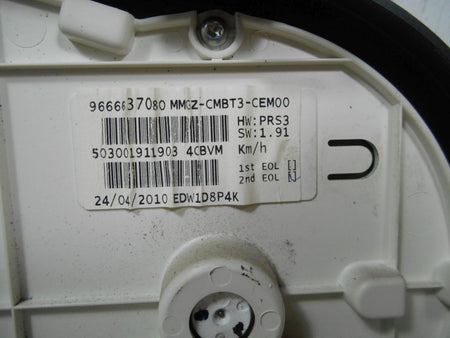 9666637080 MMGZ-CMBT3-CEM00
HW:PRS3
SW:1.91
503001911903 4CBVM Km/h
1st EOL []
2nd EOL []
24/04/2010 EDW1D8P4K